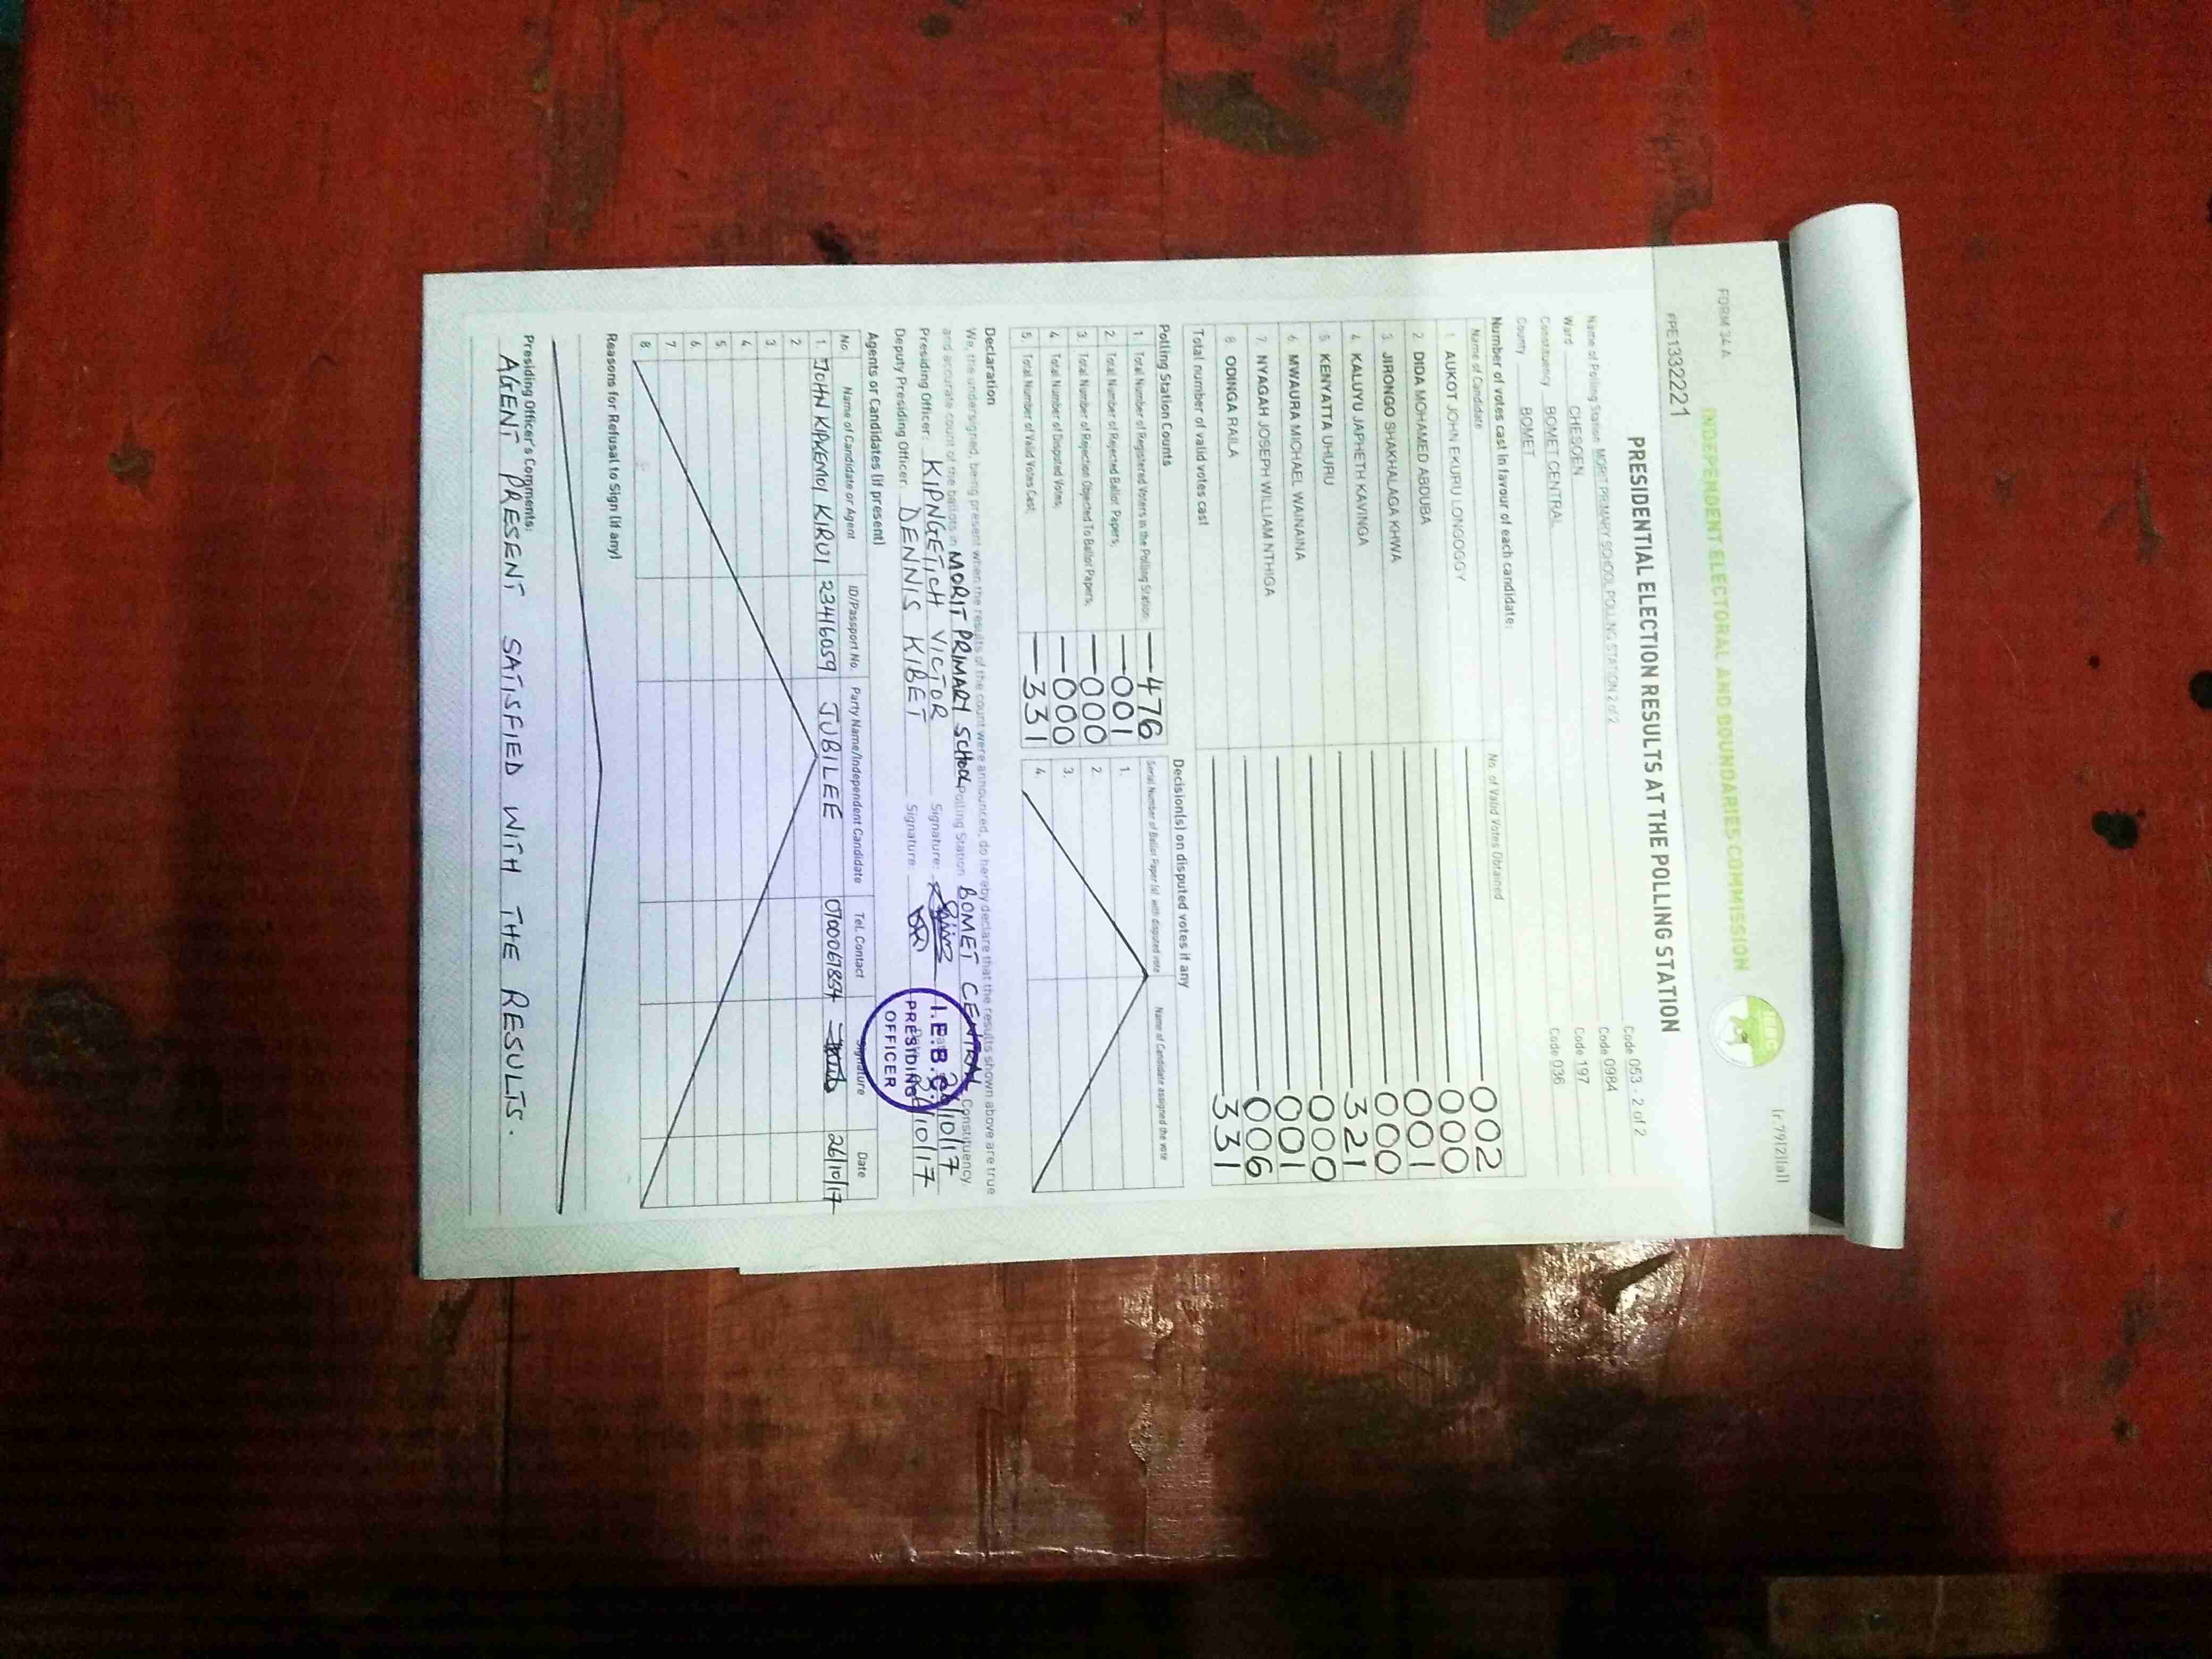 FORM 34 A
(r.79(2)(a))
INDEPENDENT ELECTORAL AND BOUNDARIES COMMISSION
IEBC
PPE1332221
PRESIDENTIAL ELECTION RESULTS AT THE POLLING STATION
Name of Polling Station MORIT PRIMARY SCHOOL POLLING STATION 2 of 2 Code 053 - 2 of 2
Ward CHESOEN Code 0984
Constituency BOMET CENTRAL Code 197
County BOMET Code 036
Number of votes cast in favour of each candidate:
Name of Candidate No. of Valid Votes Obtained
1 AUKOT JOHN EKURU LONGOGGY 002
2 DIDA MOHAMED ABDUBA 000
3 JIRONGO SHAKHALAGA KHWA 001
4 KALUYU JAPHETH KAVINGA 000
5 KENYATTA UHURU 321
6 MWAURA MICHAEL WAINAINA 000
7. NYAGAH JOSEPH WILLIAM NTHIGA 001
8 ODINGA RAILA 006
Total number of valid votes cast 331
Polling Station Counts
1. Total Number of Registered Voters in the Polling Station: 476
2. Total Number of Rejected Ballot Papers; 001
3. Total Number of Rejection Objected To Ballot Papers; 000
4. Total Number of Disputed Votes; 000
5. Total Number of Valid Votes Cast; 331
Decision(s) on disputed votes if any
Serial Number of Ballot Paper (s) with disputed vote Name of Candidate assigned the vote
1.
2
3.
4.
Declaration
We, the undersigned, being present when the results of the count were announced, do hereby declare that the results shown above are true
and accurate count of the ballots in MORIT PRIMARY SCHOOL Polling Station BOMET CENTRAL Constituency.
Presiding Officer: KIPNGETICH VICTOR Signature: 26/10/17
Deputy Presiding Officer: DENNIS KIBET Signature: 26/10/17
I.E.B.C.
PRESIDING
OFFICER
Agents or Candidates (if present)
No. Name of Candidate or Agent ID/Passport No. Party Name/Independent Candidate Tel. Contact Signature Date
1. JOHN KIPKEMOI KIRUI 23446059 JUBILEE 0700067854 26/10/17
2
3
4
5.
6.
7
8
Reasons for Refusal to Sign (if any)
Presiding Officer's Comments:
AGENT PRESENT SATISFIED WITH THE RESULTS.